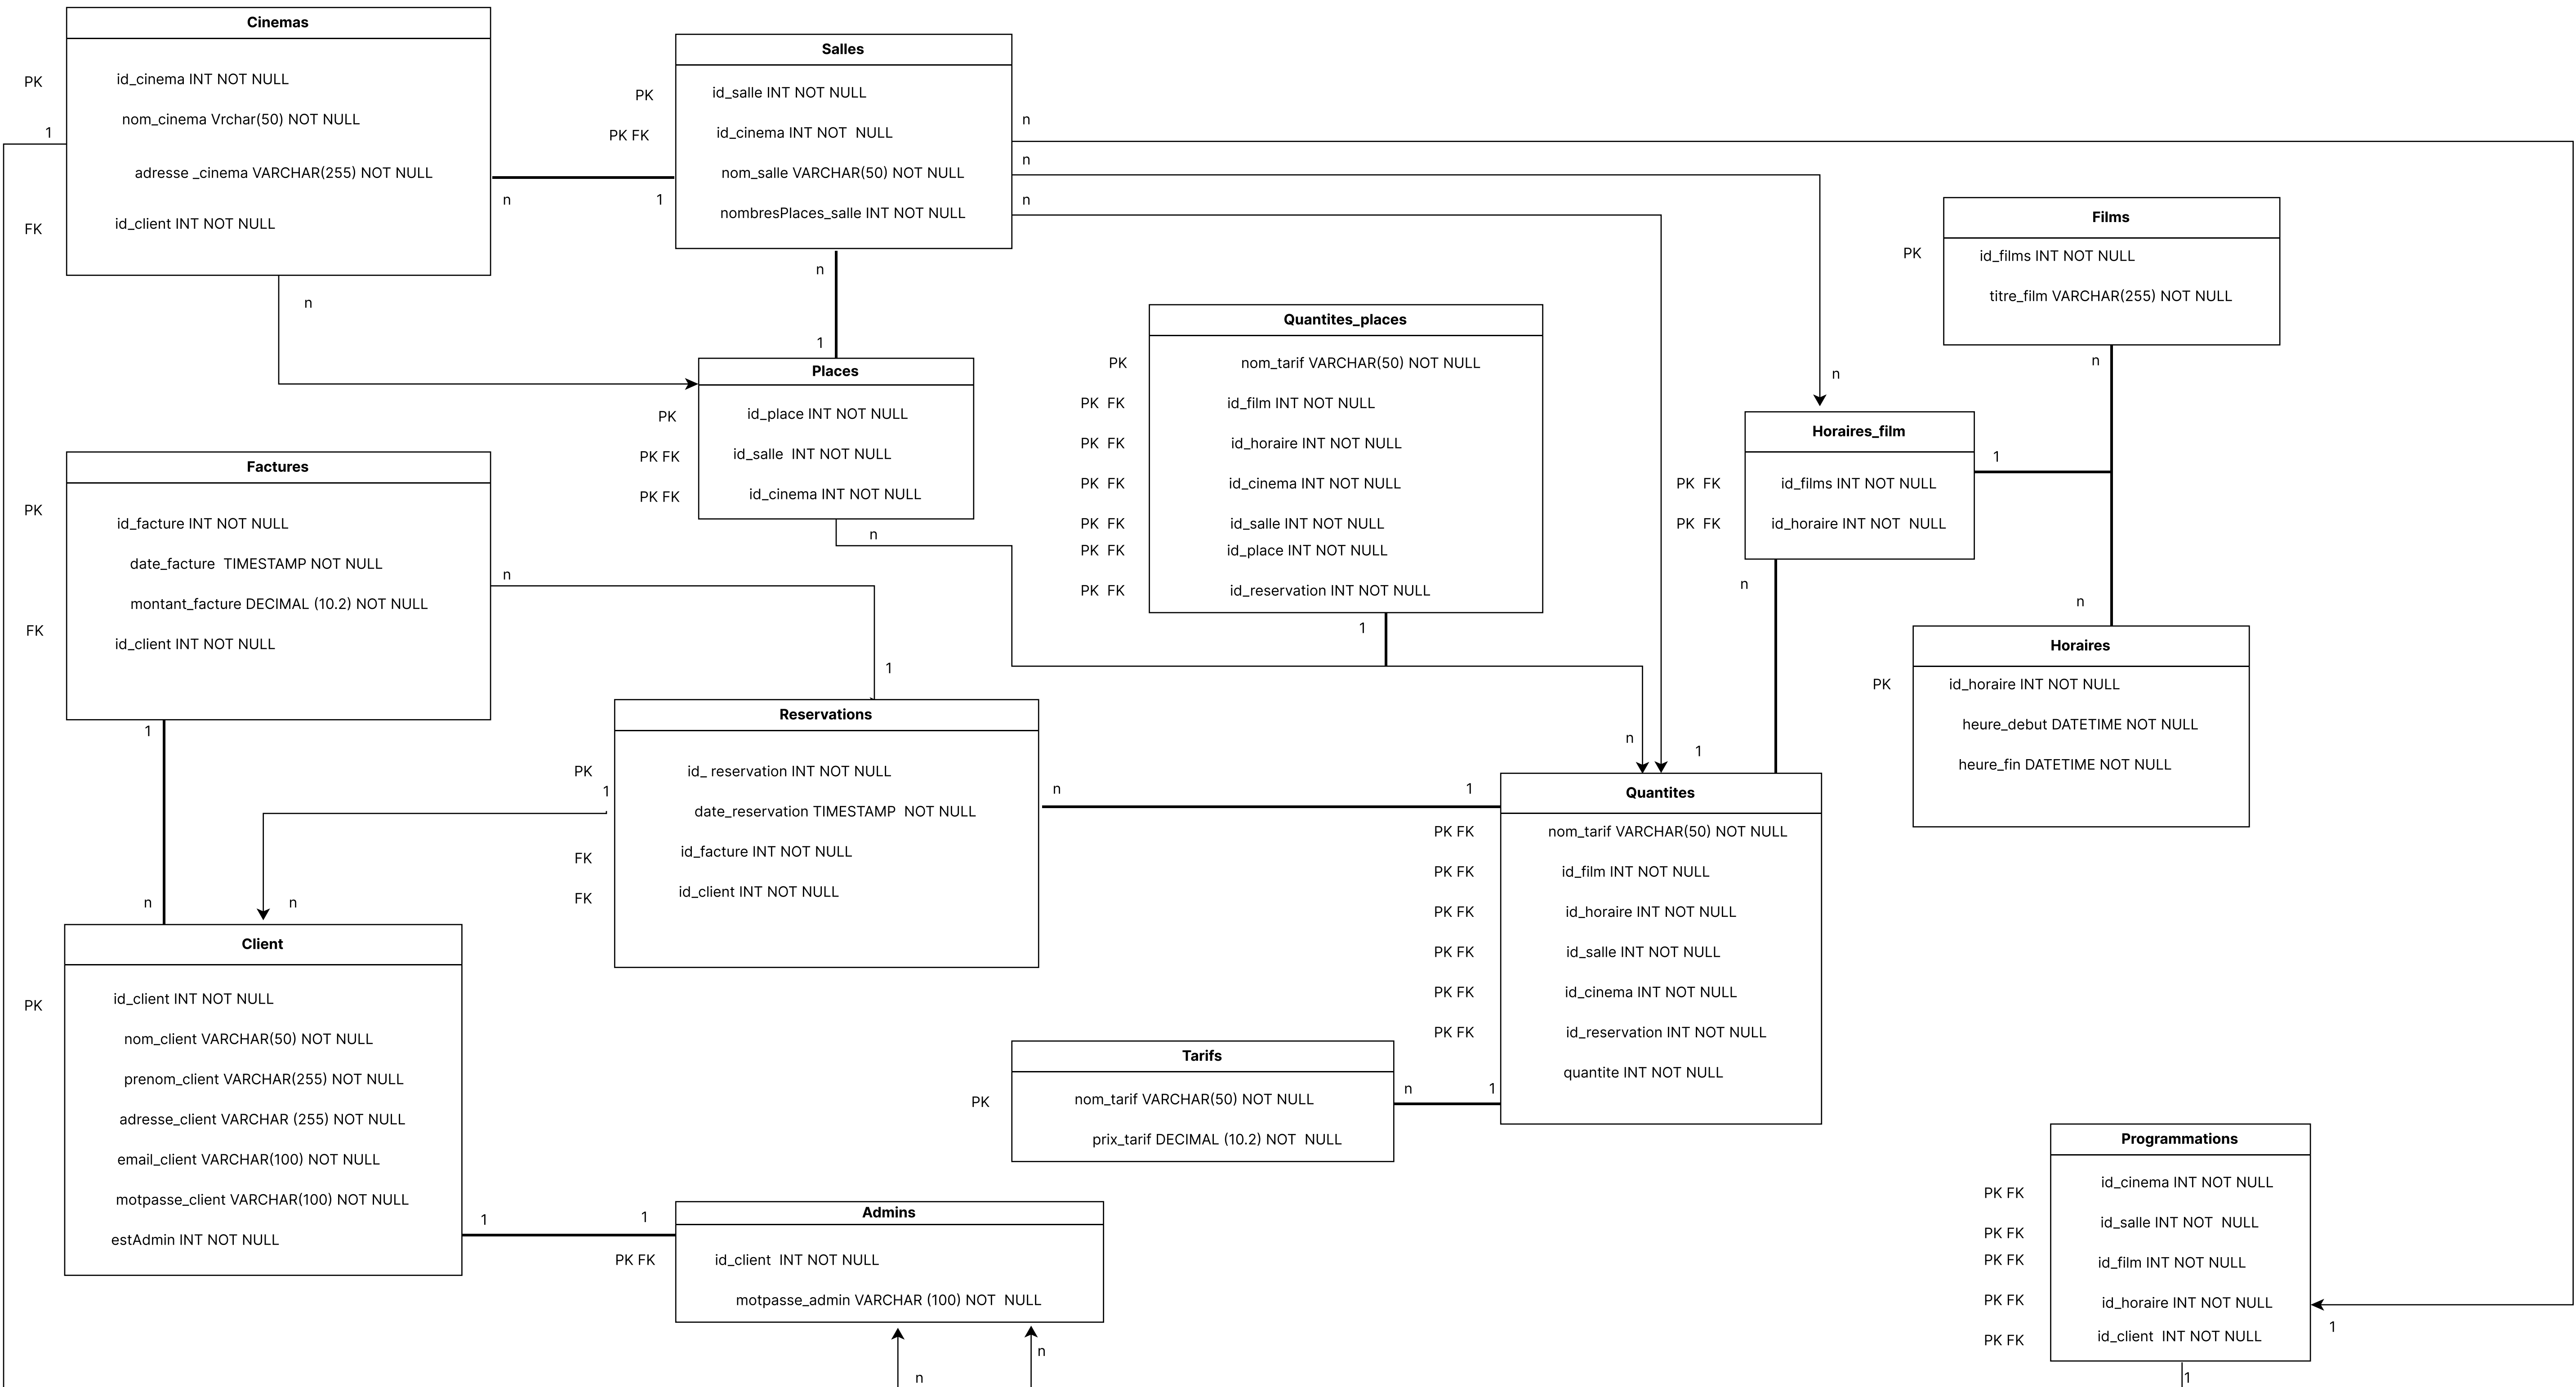 Cinemas
PK
id_cinema INT NOT NULL
nom_cinema Vrchar(50) NOT NULL
1
adresse _cinema VARCHAR(255) NOT NULL
FK
id_client INT NOT NULL
n
1
n
Salles
PK
id_salle INT NOT NULL
PK FK
id_cinema INT NOT  NULL
nom_salle VARCHAR(50) NOT NULL
nombresPlaces_salle INT NOT NULL
n
n
n
n
1
Films
PK
id_films INT NOT NULL
titre_film VARCHAR(255) NOT NULL
n
Quantites_places
PK
nom_tarif VARCHAR(50) NOT NULL
PK  FK
id_film INT NOT NULL
PK  FK
id_horaire INT NOT NULL
PK  FK
id_cinema INT NOT NULL
PK  FK
id_salle INT NOT NULL
PK  FK
id_place INT NOT NULL
PK  FK
id_reservation INT NOT NULL
1
Places
PK
id_place INT NOT NULL
PK FK
id_salle  INT NOT NULL
PK FK
id_cinema INT NOT NULL
n
n
Horaires_film
1
PK  FK
id_films INT NOT NULL
PK  FK
id_horaire INT NOT  NULL
n
n
Factures
PK
id_facture INT NOT NULL
date_facture  TIMESTAMP NOT NULL
montant_facture DECIMAL (10.2) NOT NULL
FK
id_client INT NOT NULL
n
1
1
n
n
Horaires
PK
id_horaire INT NOT NULL
heure_debut DATETIME NOT NULL
heure_fin DATETIME NOT NULL
Reservations
PK
id_ reservation INT NOT NULL
1
date_reservation TIMESTAMP  NOT NULL
FK
id_facture INT NOT NULL
FK
id_client INT NOT NULL
n
1
n
1
Quantites
PK FK
nom_tarif VARCHAR(50) NOT NULL
PK FK
id_film INT NOT NULL
PK FK
id_horaire INT NOT NULL
PK FK
id_salle INT NOT NULL
PK FK
id_cinema INT NOT NULL
PK FK
id_reservation INT NOT NULL
quantite INT NOT NULL
Client
PK
id_client INT NOT NULL
nom_client VARCHAR(50) NOT NULL
prenom_client VARCHAR(255) NOT NULL
adresse_client VARCHAR (255) NOT NULL
email_client VARCHAR(100) NOT NULL
motpasse_client VARCHAR(100) NOT NULL
estAdmin INT NOT NULL
1
1
Tarifs
PK
nom_tarif VARCHAR(50) NOT NULL
prix_tarif DECIMAL (10.2) NOT  NULL
n
1
Admins
PK FK
id_client  INT NOT NULL
motpasse_admin VARCHAR (100) NOT  NULL
n
n
Programmations
PK FK
id_cinema INT NOT NULL
PK FK
id_salle INT NOT  NULL
PK FK
id_film INT NOT NULL
PK FK
id_horaire INT NOT NULL
PK FK
id_client  INT NOT NULL
1
1